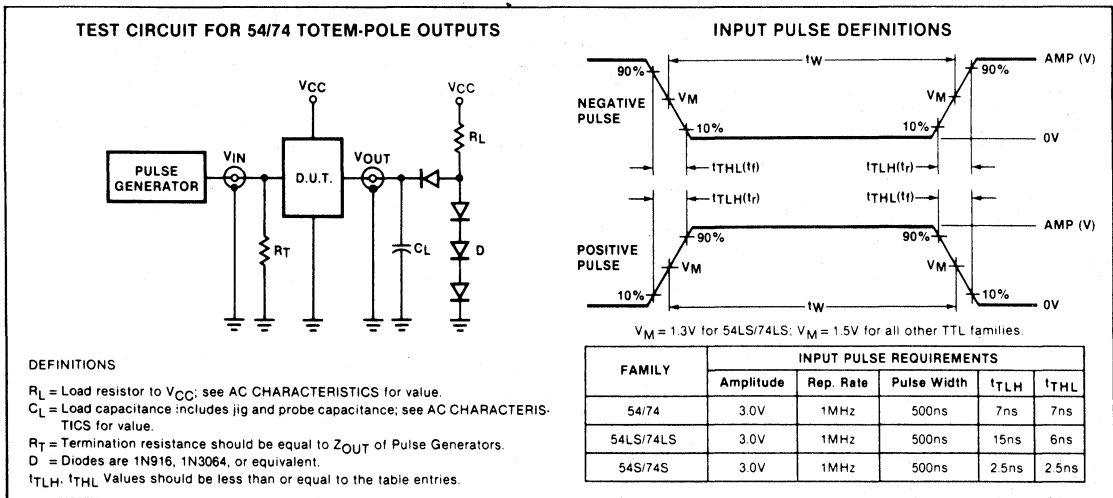 TEST CIRCUIT FOR 54/74 TOTEM-POLE OUTPUTS
VCC
VCC
RL
PULSE
GENERATOR
VIN
D.U.T.
VOUT
RT
CL
D
DEFINITIONS
RL = Load resistor to VCC; see AC CHARACTERISTICS for value.
CL = Load capacitance includes jig and probe capacitance; see AC CHARACTERIS-
TICS for value.
RT = Termination resistance should be equal to ZOUT of Pulse Generators.
D = Diodes are 1N916, 1N3064, or equivalent.
tTLH, tTHL Values should be less than or equal to the table entries.
INPUT PULSE DEFINITIONS
tW
AMP (V)
90%
90%
NEGATIVE
PULSE
VM
VM
10%
10%
0V
tTHL(tf)
tTLH(tr)
tTLH(tr)
tTHL(tf)
AMP (V)
90%
90%
POSITIVE
PULSE
VM
VM
10%
10%
tW
0V
VM = 1.3V for 54LS/74LS; VM = 1.5V for all other TTL families.
FAMILY
INPUT PULSE REQUIREMENTS
Amplitude Rep. Rate Pulse Width tTLH tTHL
54/74 3.0V 1MHz 500ns 7ns 7ns
54LS/74LS 3.0V 1MHz 500ns 15ns 6ns
54S/74S 3.0V 1MHz 500ns 2.5ns 2.5ns